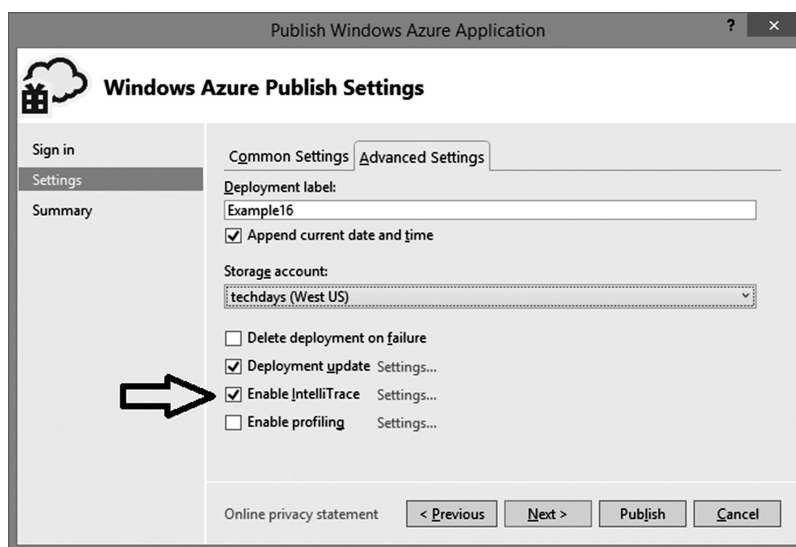 Publish Windows Azure Application
?
Windows Azure Publish Settings
Sign in
Settings
Summary
Common Settings
Advanced Settings
Deployment label:
Example16
Append current date and time
Storage account:
techdays (West US)
Delete deployment on failure
Deployment update Settings...
Enable IntelliTrace Settings...
Enable profiling Settings...
Online privacy statement
< Previous
Next >
Publish
Cancel